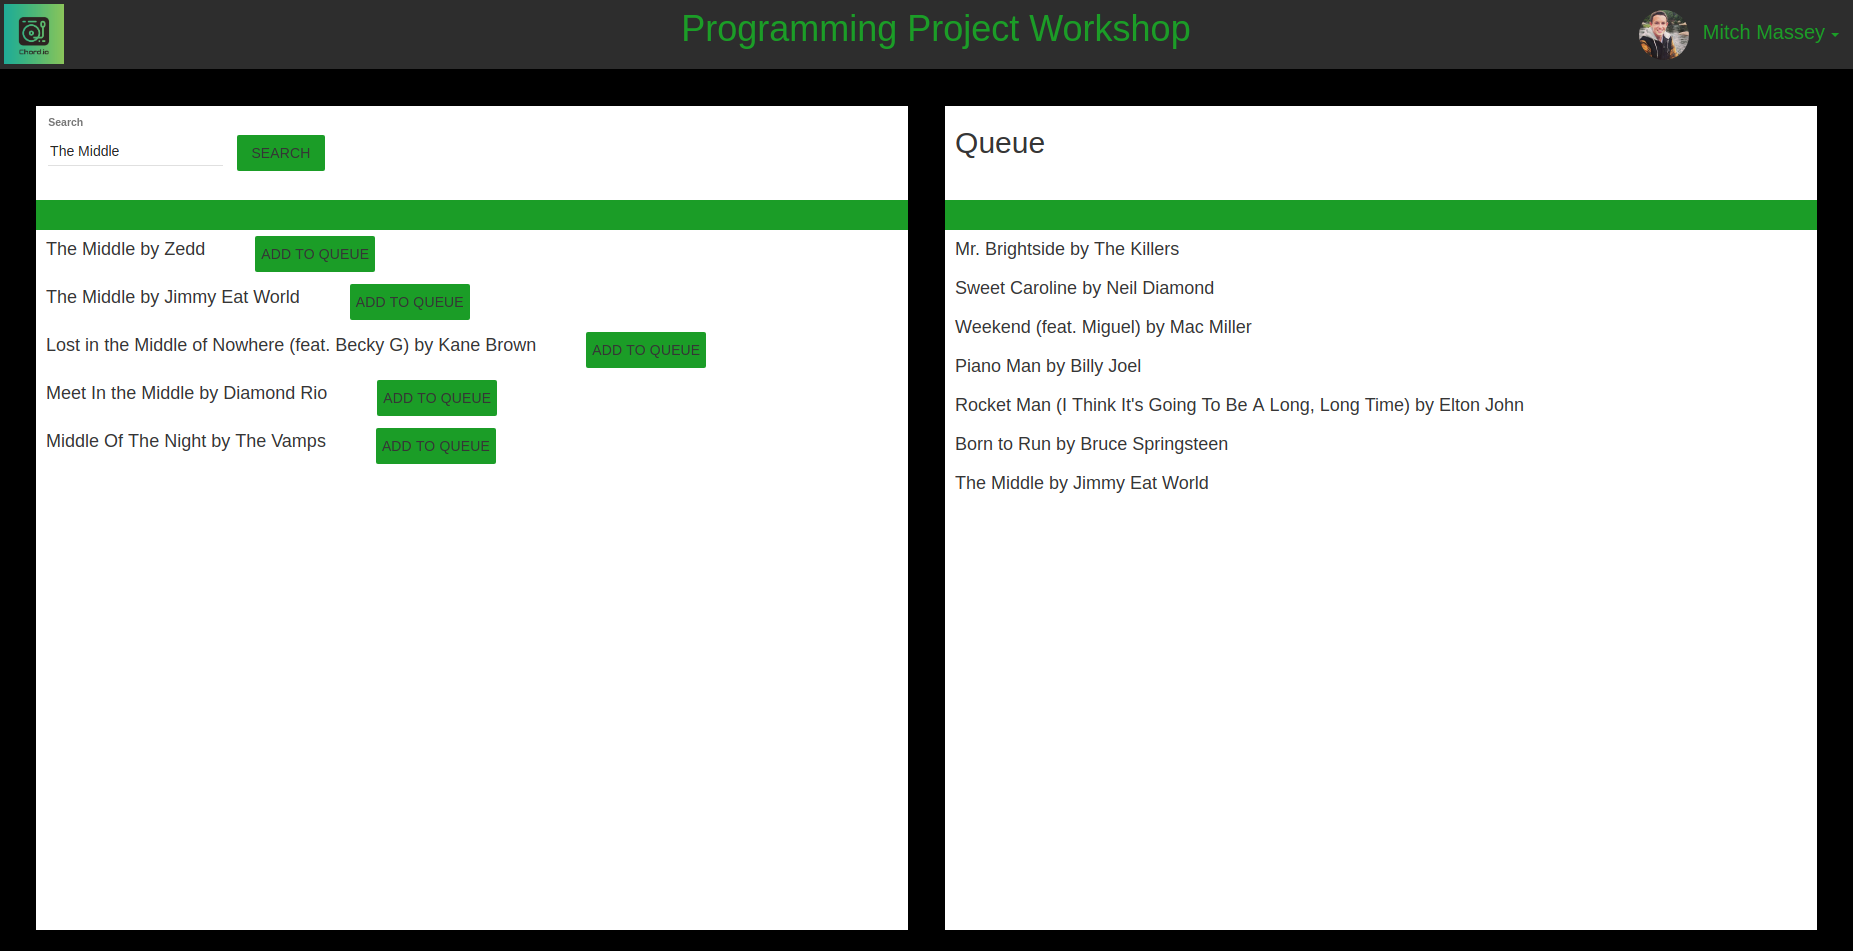 Chord.io
Programming Project Workshop
Mitch Massey
Search
The Middle
SEARCH
The Middle by Zedd
ADD TO QUEUE
The Middle by Jimmy Eat World
ADD TO QUEUE
Lost in the Middle of Nowhere (feat. Becky G) by Kane Brown
ADD TO QUEUE
Meet In the Middle by Diamond Rio
ADD TO QUEUE
Middle Of The Night by The Vamps
ADD TO QUEUE
Queue
Mr. Brightside by The Killers
Sweet Caroline by Neil Diamond
Weekend (feat. Miguel) by Mac Miller
Piano Man by Billy Joel
Rocket Man (I Think It's Going To Be A Long, Long Time) by Elton John
Born to Run by Bruce Springsteen
The Middle by Jimmy Eat World